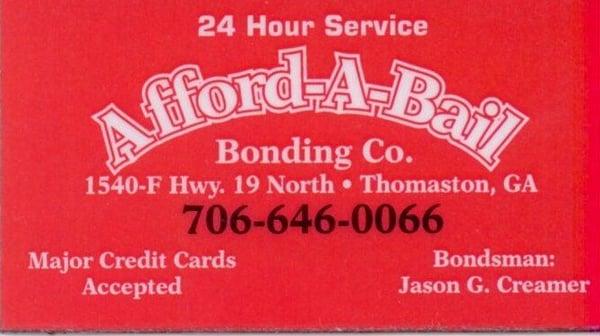 24 Hour Service
Afford-A-Bail
Bonding Co.
1540-F Hwy. 19 North • Thomaston, GA
706-646-0066
Major Credit Cards
Accepted
Bondsman:
Jason G. Creamer